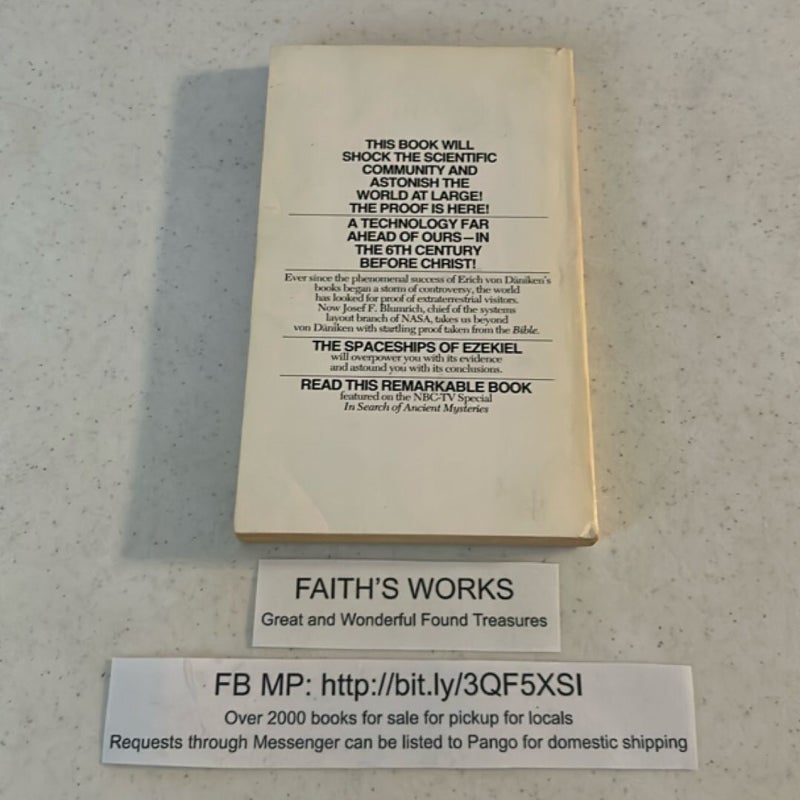 THIS BOOK WILL
SHOCK THE SCIENTIFIC
COMMUNITY AND
ASTONISH THE
WORLD AT LARGE!
THE PROOF IS HERE!
A TECHNOLOGY FAR
AHEAD OF OURS—IN
THE 6TH CENTURY
BEFORE CHRIST!
Ever since the phenomenal success of Erich von Däniken's
books began a storm of controversy, the world
has looked for proof of extraterrestrial visitors.
Now Josef F. Blumrich, chief of the systems
layout branch of NASA, takes us beyond
von Däniken with startling proof taken from the Bible.
THE SPACESHIPS OF EZEKIEL
will overpower you with its evidence
and astound you with its conclusions.
READ THIS REMARKABLE BOOK
featured on the NBC-TV Special
In Search of Ancient Mysteries
FAITH'S WORKS
Great and Wonderful Found Treasures
FB MP: http://bit.ly/3QF5XSI
Over 2000 books for sale for pickup for locals
Requests through Messenger can be listed to Pango for domestic shipping